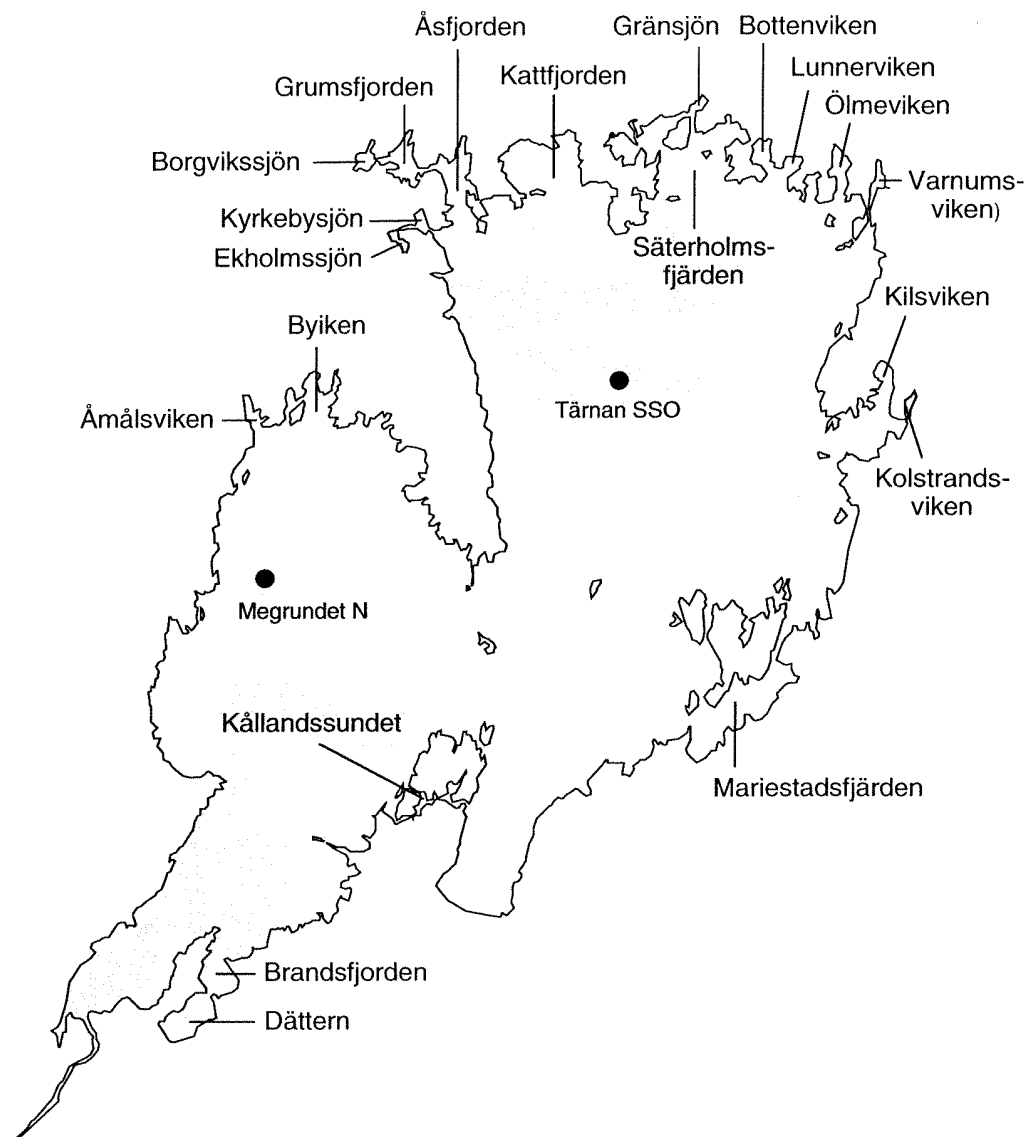 Åsfjorden
Gränsjön
Bottenviken
Kattfjorden
Lunnerviken
Grumsfjorden
Ölmeviken
Borgvikssjön
Varnums-
viken)
Kyrkebysjön
Ekholmssjön
Säterholms-
fjärden
Kilsviken
Byiken
Tärnan SSO
Åmålsviken
Kolstrands-
viken
Megrundet N
Kållandssundet
Mariestadsfjärden
Brandsfjorden
Dättern